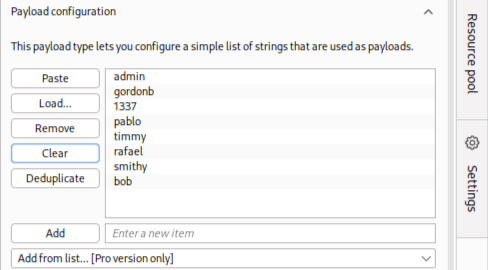 Payload configuration
This payload type lets you configure a simple list of strings that are used as payloads.
Paste
Load...
Remove
Clear
Deduplicate
admin
gordonb
1337
pablo
timmy
rafael
smithy
bob
Add
Enter a new item
Add from list... [Pro version only]
Resource pool
Settings